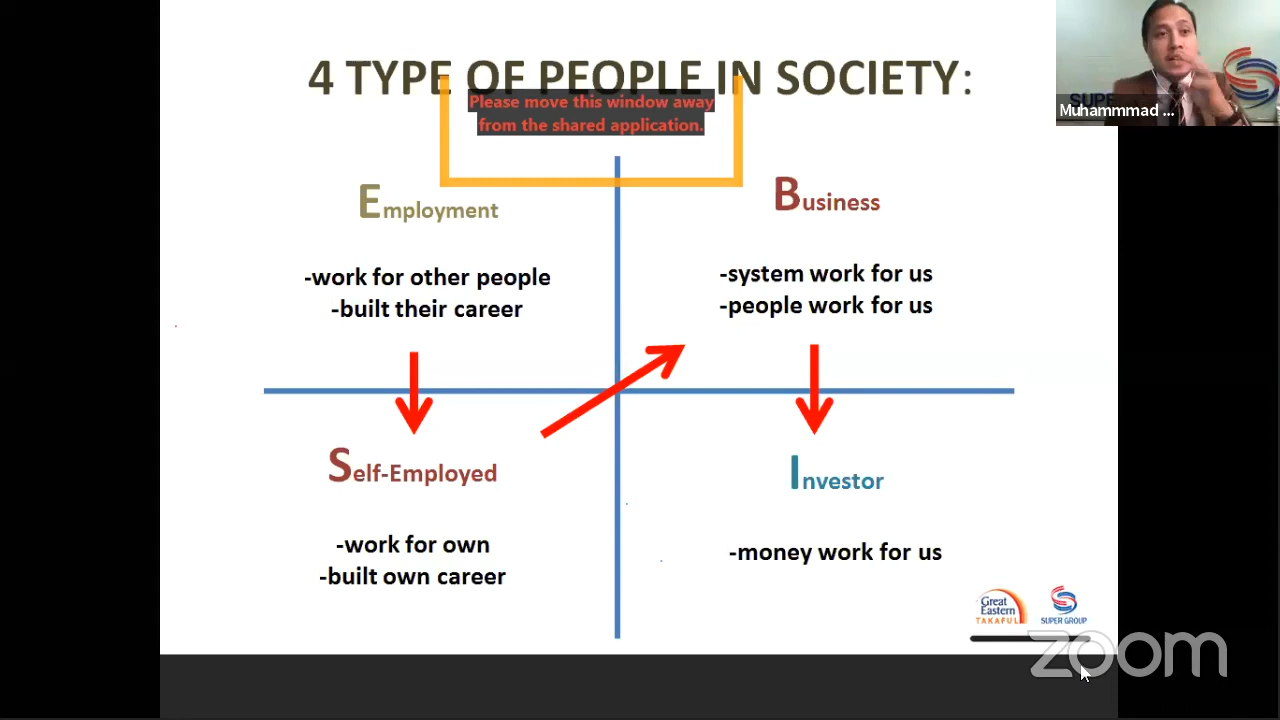 4 TYPE OF PEOPLE IN SOCIETY:
Please move this window away
from the shared application.
Muhammmad ...
Employment
-work for other people
-built their career
Business
-system work for us
-people work for us
Self-Employed
-work for own
-built own career
Investor
-money work for us
Great
Eastern
TAKAFUL
SUPER GROUP
zoom